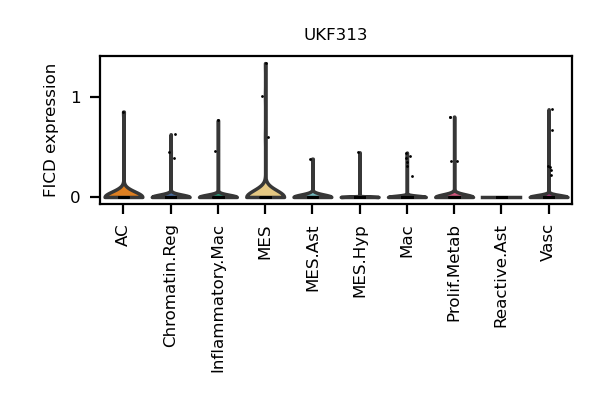 UKF313
FICD expression
1
0
AC
Chromatin.Reg
Inflammatory.Mac
MES
MES.Ast
MES.Hyp
Mac
Prolif.Metab
Reactive.Ast
Vasc